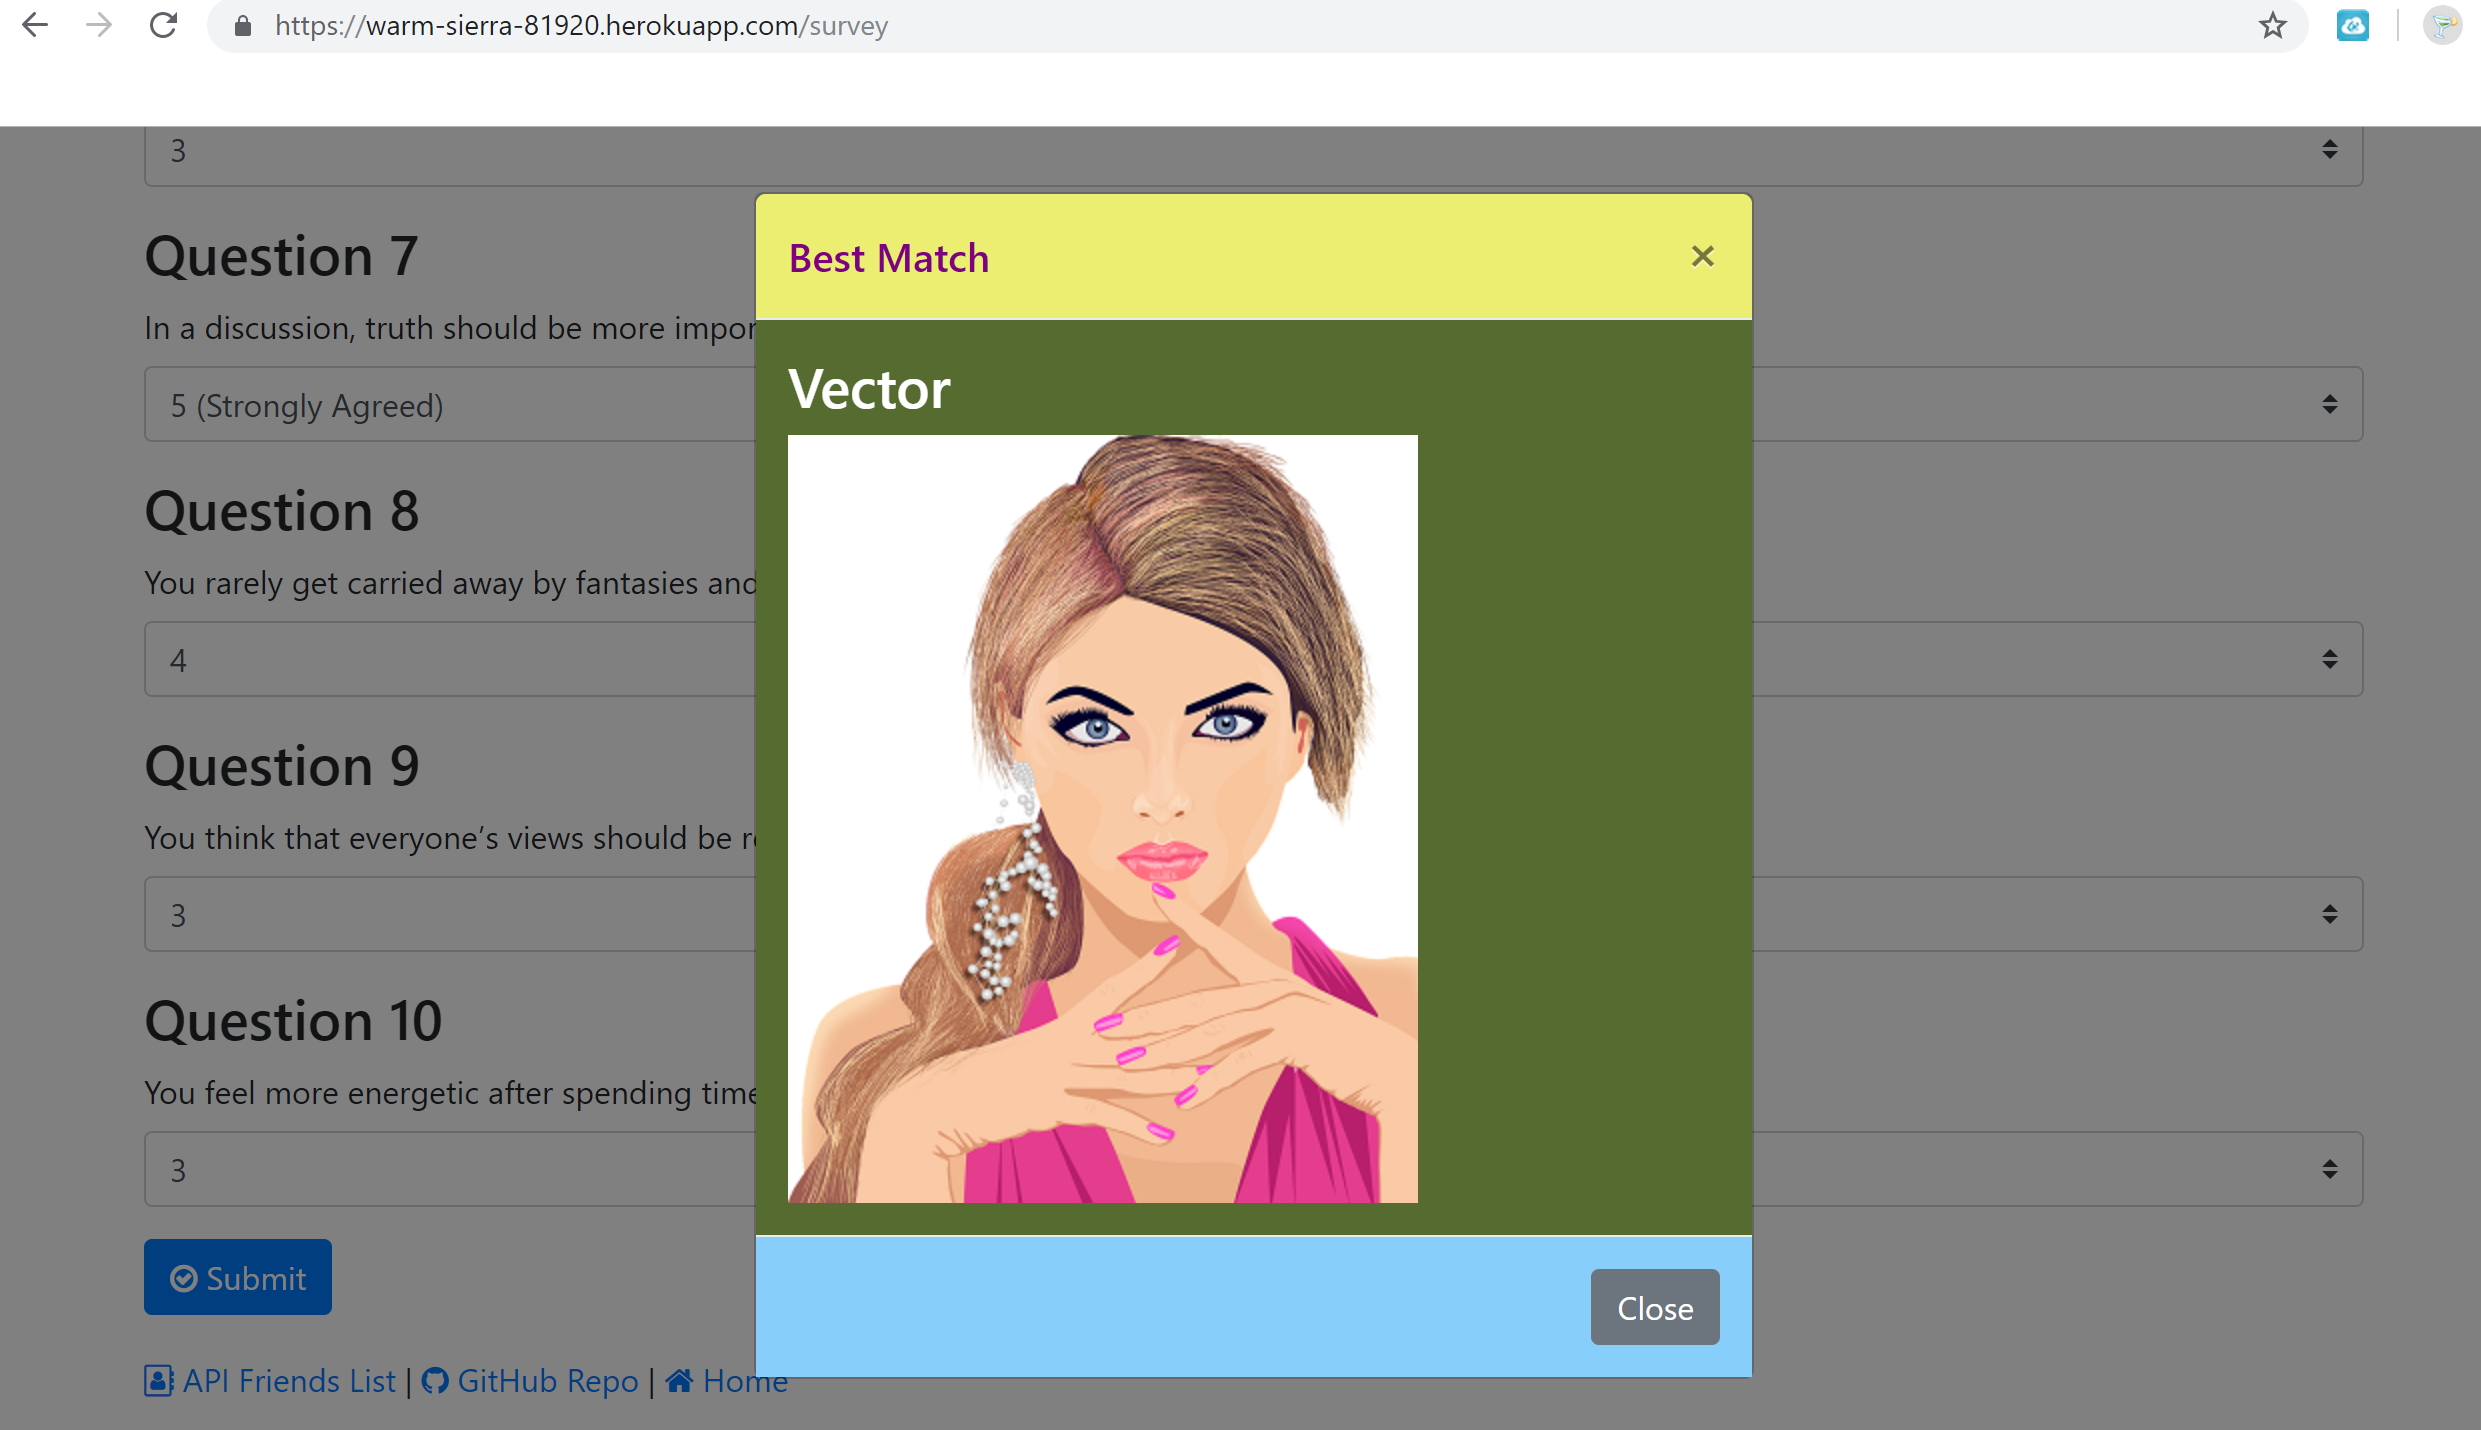 https://warm-sierra-81920.herokuapp.com/survey
3
Question 7
In a discussion, truth should be more
5 (Strongly Agreed)
Question 8
You rarely get carried away by fantasies and
4
Question 9
You think that everyone’s views should be
3
Question 10
You feel more energetic after spending time
3
Submit
API Friends List | GitHub Repo | Home
Best Match
×
Vector
Close